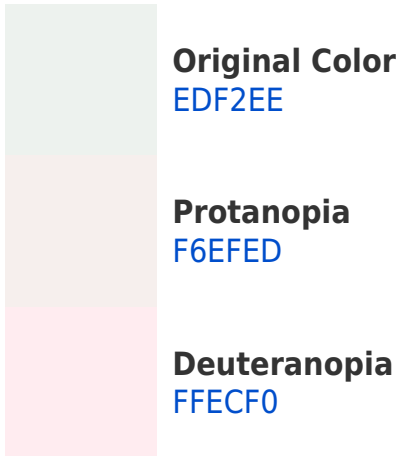 Original Color
EDF2EE
Protanopia
F6EFED
Deuteranopia
FFECF0